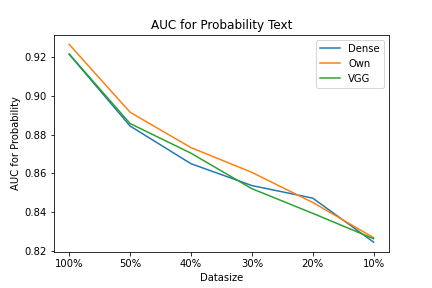 AUC for Probability Text
Dense
Own
VGG
AUC for Probability
0.92
0.90
0.88
0.86
0.84
0.82
100% 50% 40% 30% 20% 10%
Datasize